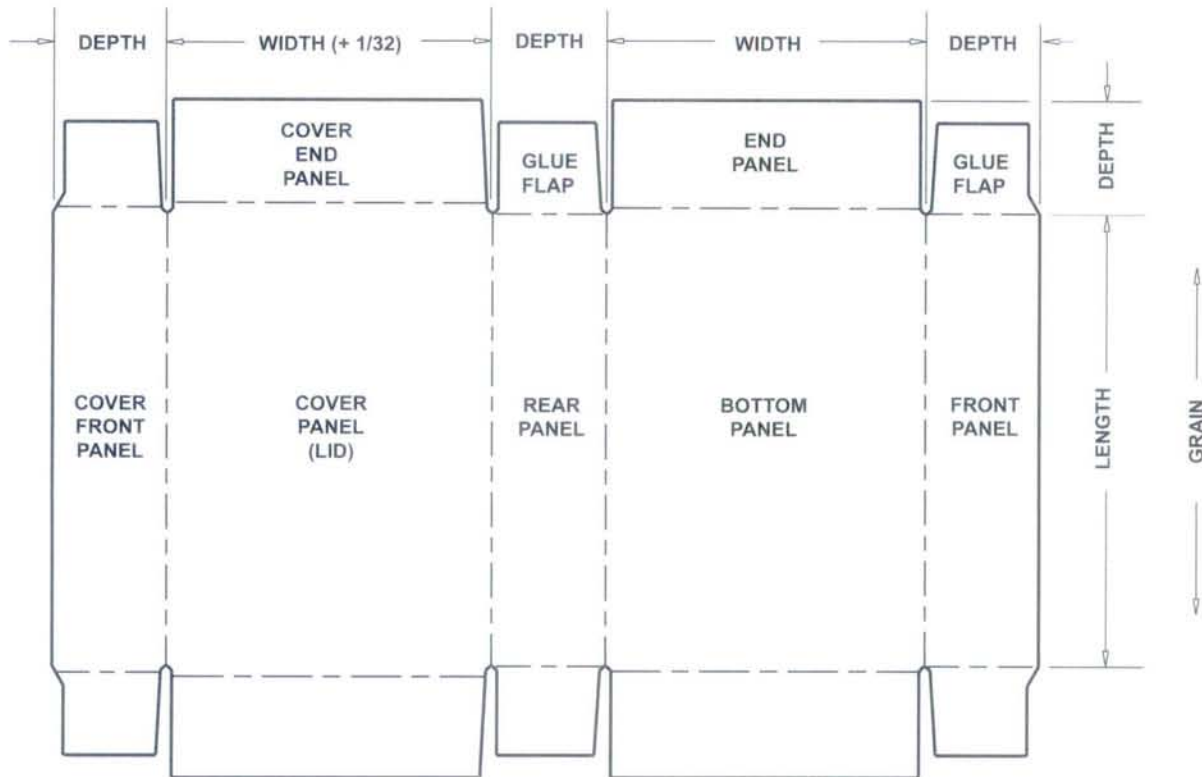 DEPTH
WIDTH (+ 1/32)
DEPTH
WIDTH
DEPTH
COVER
END
PANEL
GLUE
FLAP
END
PANEL
GLUE
FLAP
DEPTH
COVER
FRONT
PANEL
COVER
PANEL
(LID)
REAR
PANEL
BOTTOM
PANEL
FRONT
PANEL
LENGTH
GRAIN